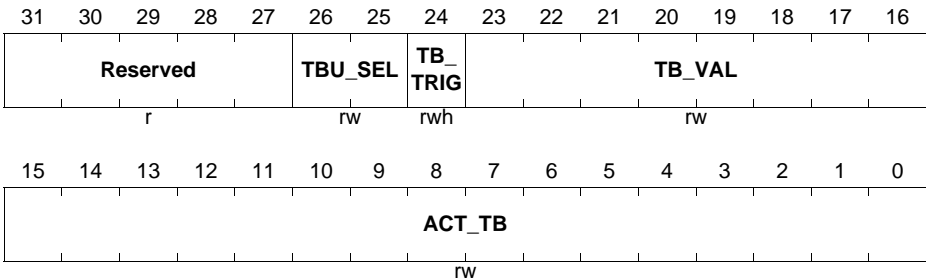 31 30 29 28 27 26 25 24 23 22 21 20 19 18 17 16
Reserved TBU_SEL TB_ TRIG TB_VAL
r rw rwh rw
15 14 13 12 11 10 9 8 7 6 5 4 3 2 1 0
ACT_TB
rw